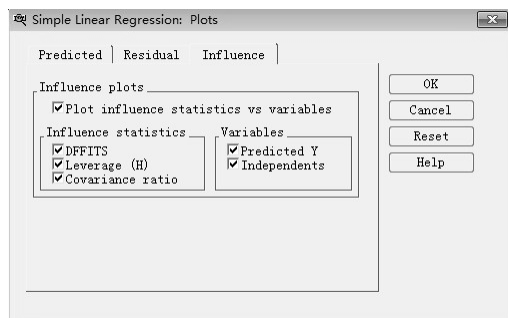 Simple Linear Regression: Plots
Predicted Residual Influence
Influence plots
Plot influence statistics vs variables
Influence statistics
DFFITS
Leverage (H)
Covariance ratio
Variables
Predicted Y
Independents
OK
Cancel
Reset
Help